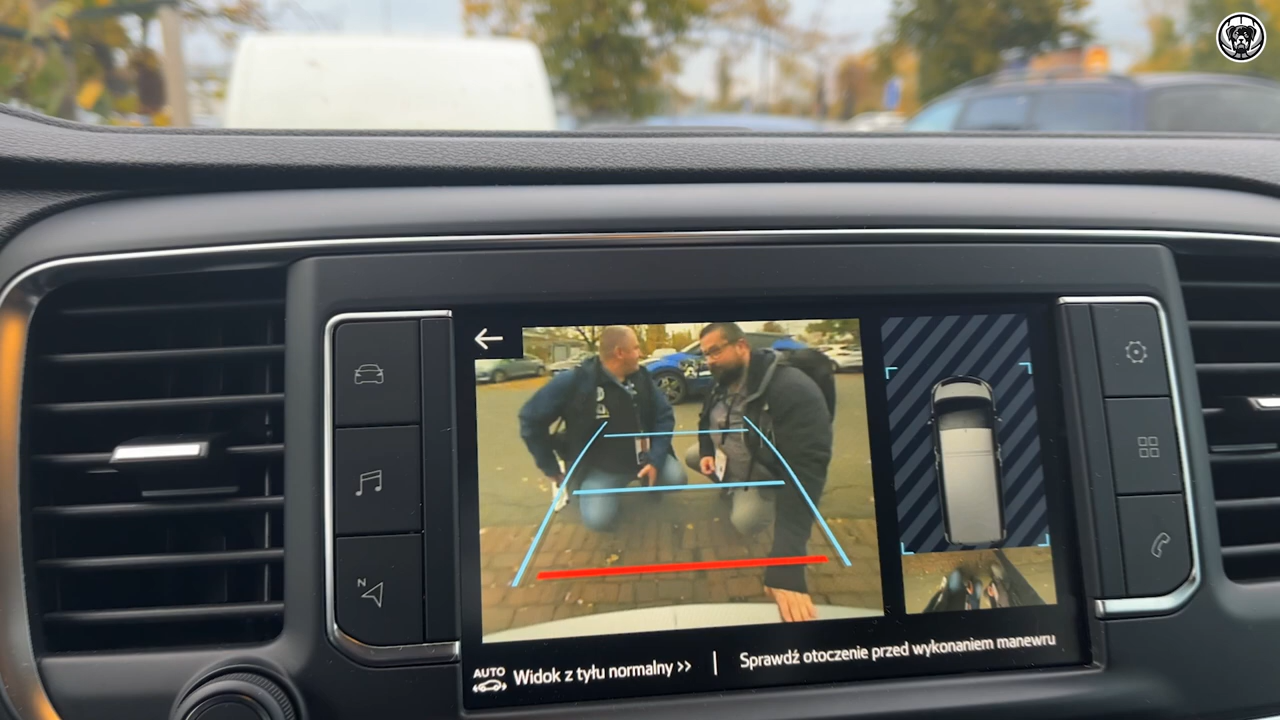 N
AUTO
Widok z tyłu normalny >> | Sprawdź otoczenie przed wykonaniem manewru